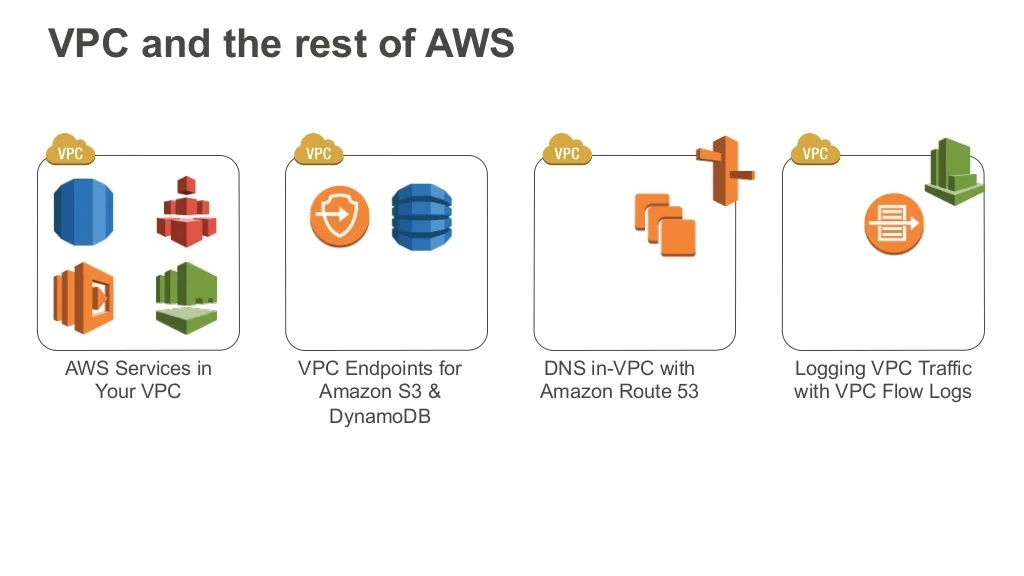 VPC and the rest of AWS
VPC
VPC
VPC
VPC
AWS Services in
Your VPC
VPC Endpoints for
Amazon S3 &
DynamoDB
DNS in-VPC with
Amazon Route 53
Logging VPC Traffic
with VPC Flow Logs